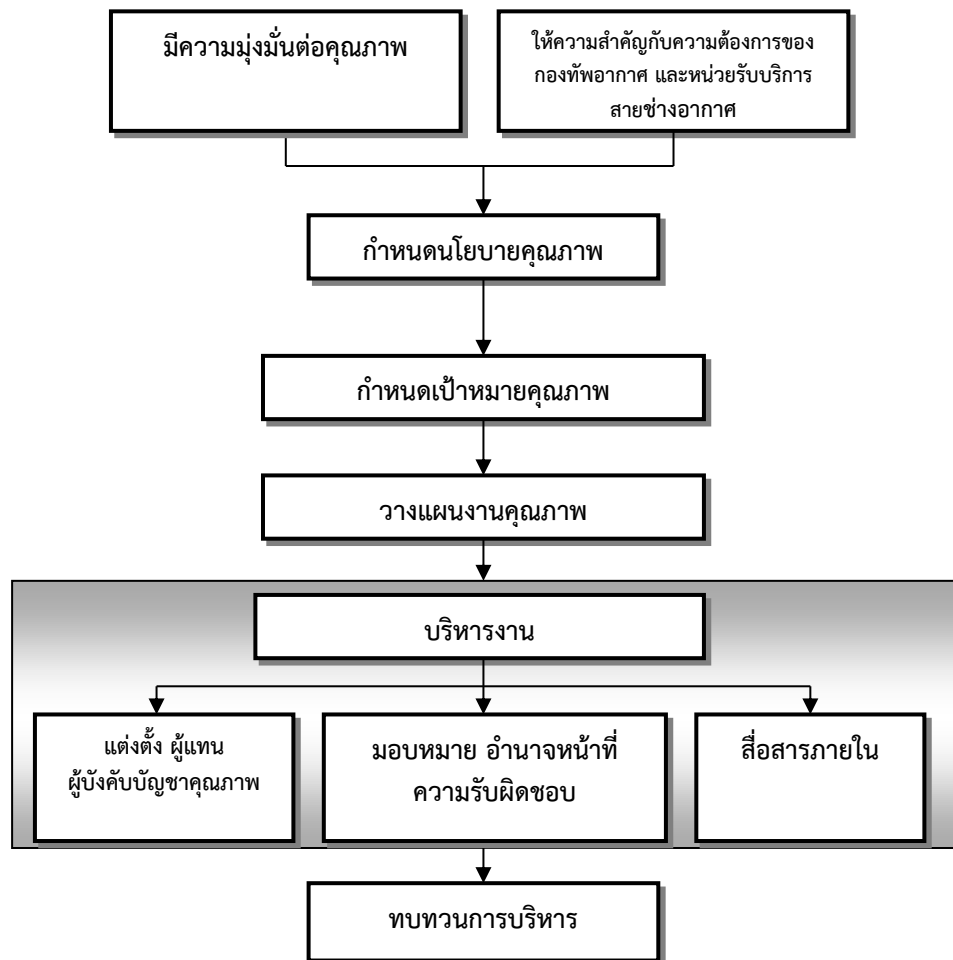 มีความมุ่งมั่นต่อคุณภาพ
ให้ความสำคัญกับความต้องการของ
กองทัพอากาศ และหน่วยรับบริการ
สายช่างอากาศ
กำหนดนโยบายคุณภาพ
กำหนดเป้าหมายคุณภาพ
วางแผนงานคุณภาพ
บริหารงาน
แต่งตั้ง ผู้แทน
ผู้บังคับบัญชาคุณภาพ
มอบหมาย อำนาจหน้าที่
ความรับผิดชอบ
สื่อสารภายใน
ทบทวนการบริหาร